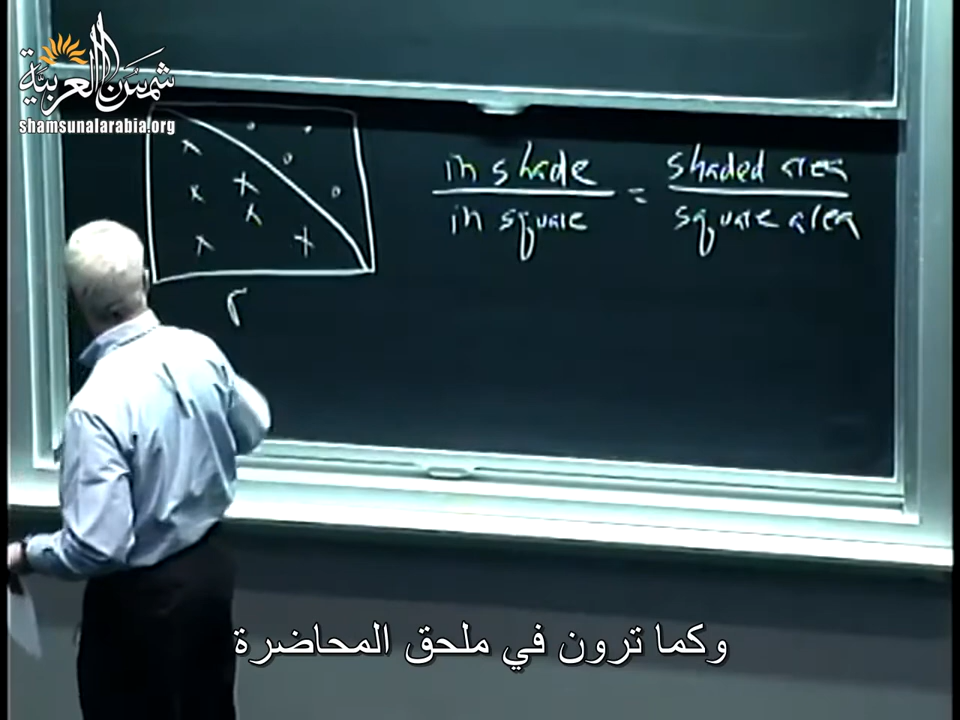 شمس العربية
shamsunalarabia.org
in shade
in square
=
shaded area
square area
r
وكما ترون في ملحق المحاضرة